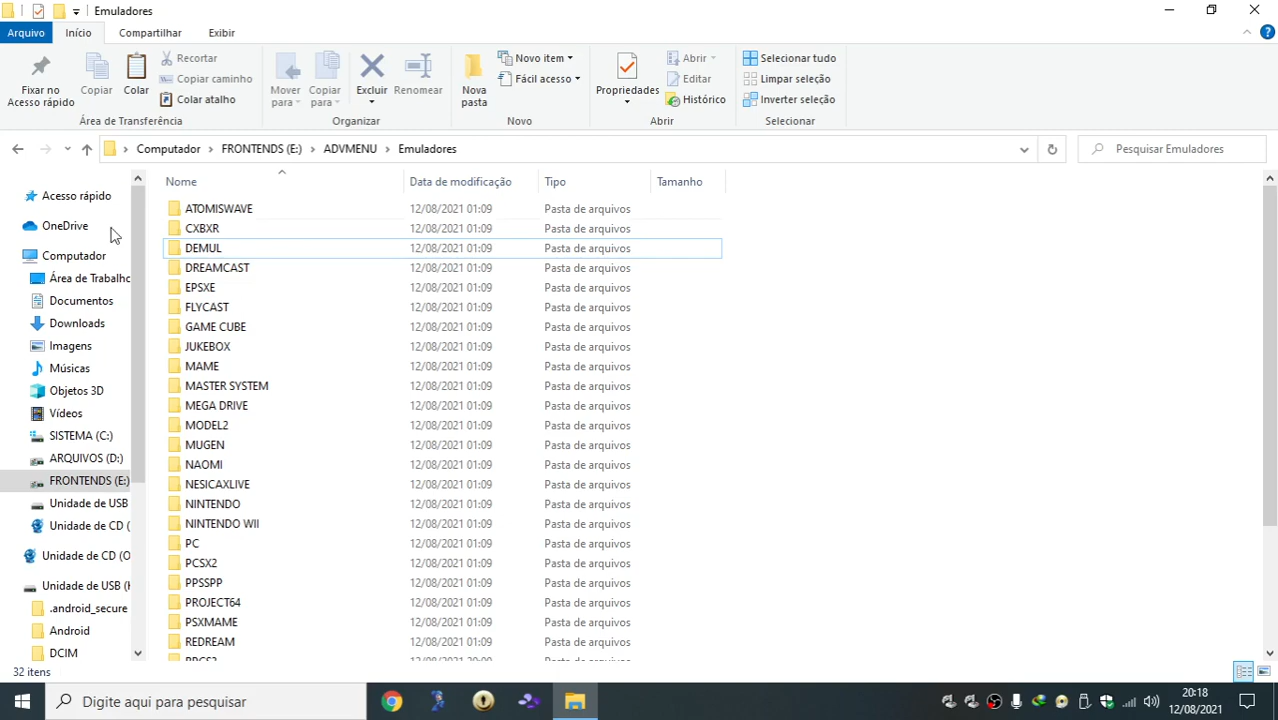 Emuladores
Arquivo Início Compartilhar Exibir
Fixar no Acesso rápido
Copiar
Colar
Recortar
Copiar caminho
Colar atalho
Área de Transferência
Mover para
Copiar para
Excluir
Renomear
Organizar
Nova pasta
Novo item
Fácil acesso
Novo
Propriedades
Abrir
Editar
Histórico
Abrir
Selecionar tudo
Limpar seleção
Inverter seleção
Selecionar
Computador > FRONTENDS (E:) > ADVMENU > Emuladores
Pesquisar Emuladores
Acesso rápido
OneDrive
Computador
Área de Trabalho
Documentos
Downloads
Imagens
Músicas
Objetos 3D
Vídeos
SISTEMA (C:)
ARQUIVOS (D:)
FRONTENDS (E:)
Unidade de USB
Unidade de CD (
Unidade de CD (O
Unidade de USB (
.android_secure
Android
DCIM
Nome Data de modificação Tipo Tamanho
ATOMISWAVE 12/08/2021 01:09 Pasta de arquivos
CXBXR 12/08/2021 01:09 Pasta de arquivos
DEMUL 12/08/2021 01:09 Pasta de arquivos
DREAMCAST 12/08/2021 01:09 Pasta de arquivos
EPSXE 12/08/2021 01:09 Pasta de arquivos
FLYCAST 12/08/2021 01:09 Pasta de arquivos
GAME CUBE 12/08/2021 01:09 Pasta de arquivos
JUKEBOX 12/08/2021 01:09 Pasta de arquivos
MAME 12/08/2021 01:09 Pasta de arquivos
MASTER SYSTEM 12/08/2021 01:09 Pasta de arquivos
MEGA DRIVE 12/08/2021 01:09 Pasta de arquivos
MODEL2 12/08/2021 01:09 Pasta de arquivos
MUGEN 12/08/2021 01:09 Pasta de arquivos
NAOMI 12/08/2021 01:09 Pasta de arquivos
NESICAXLIVE 12/08/2021 01:09 Pasta de arquivos
NINTENDO 12/08/2021 01:09 Pasta de arquivos
NINTENDO WII 12/08/2021 01:09 Pasta de arquivos
PC 12/08/2021 01:09 Pasta de arquivos
PCSX2 12/08/2021 01:09 Pasta de arquivos
PPSSPP 12/08/2021 01:09 Pasta de arquivos
PROJECT64 12/08/2021 01:09 Pasta de arquivos
PSXMAME 12/08/2021 01:09 Pasta de arquivos
REDREAM 12/08/2021 01:09 Pasta de arquivos
32 itens
Digite aqui para pesquisar
20:18
12/08/2021